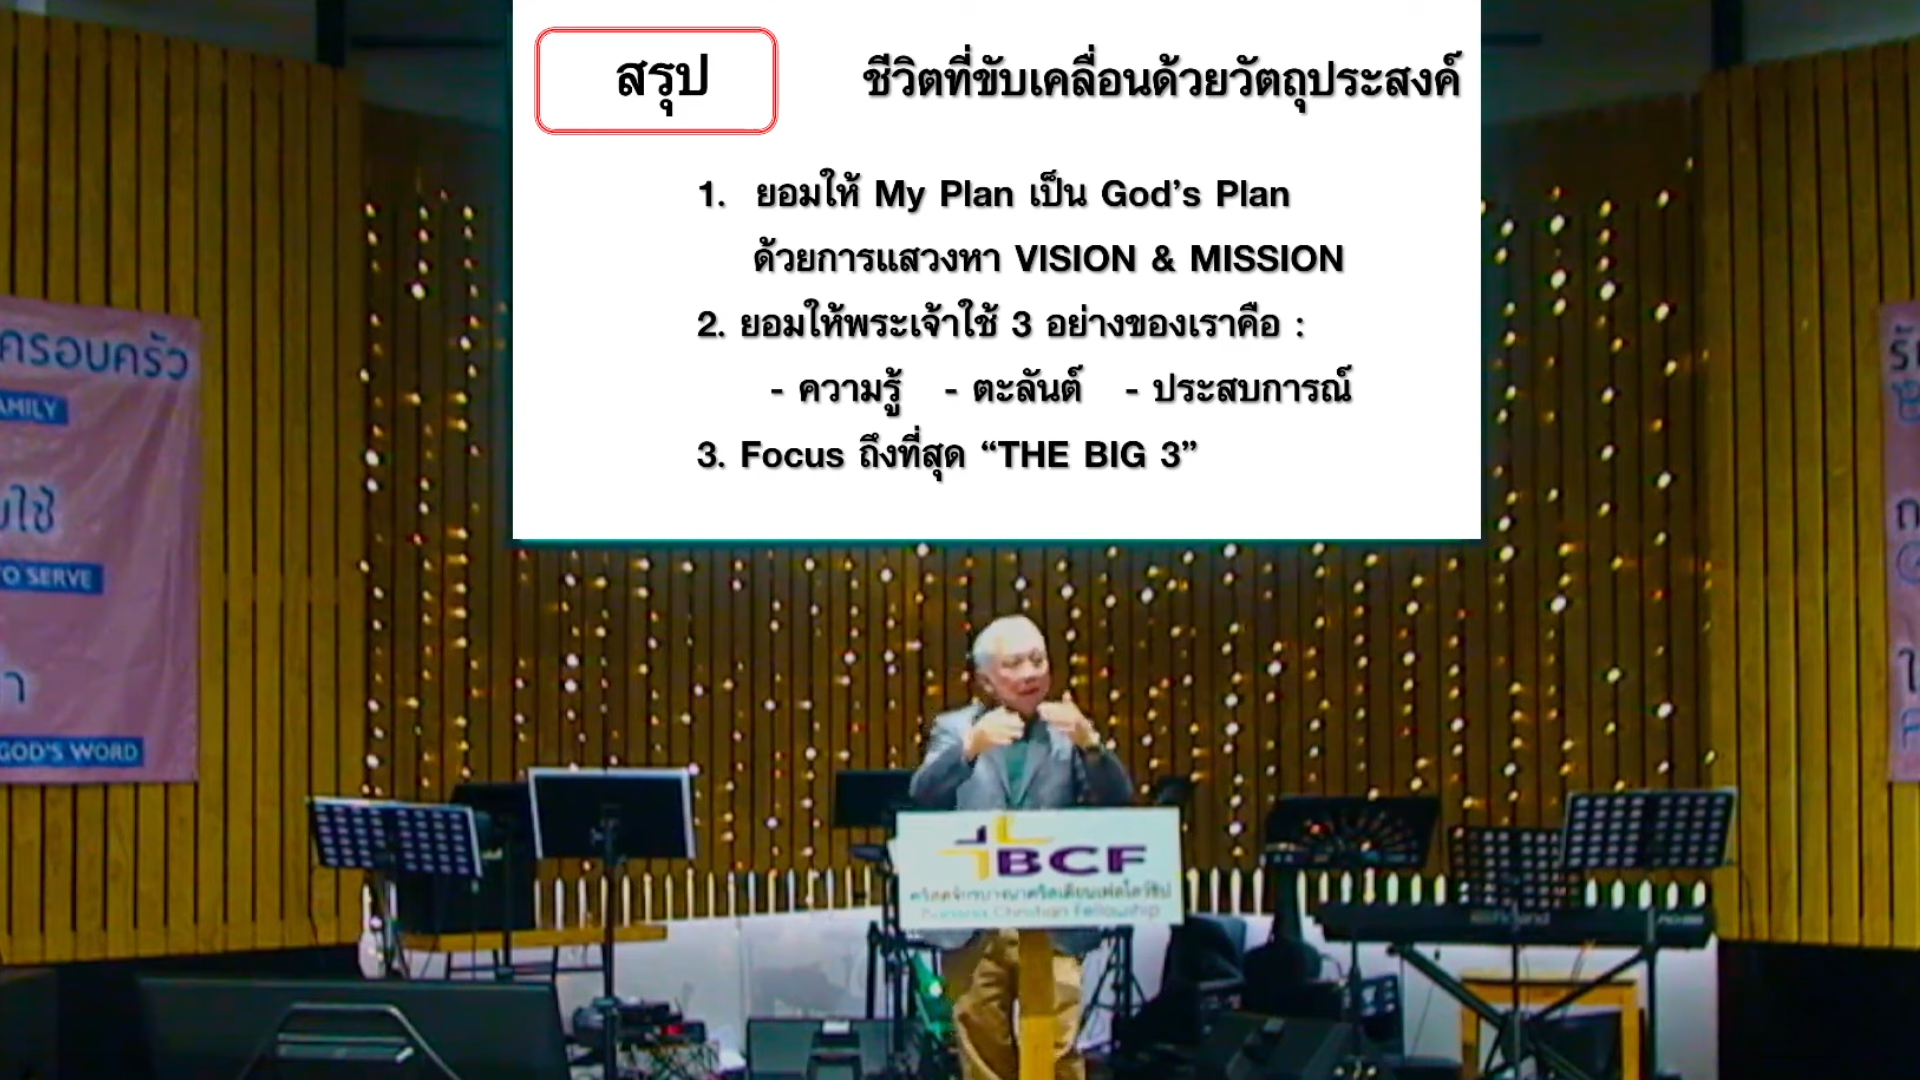 สรุป
ชีวิตที่ขับเคลื่อนด้วยวัตถุประสงค์
1. ยอมให้ My Plan เป็น God’s Plan
ด้วยการแสวงหา VISION & MISSION
2. ยอมให้พระเจ้าใช้ 3 อย่างของเราคือ :
- ความรู้ - ตะลันต์ - ประสบการณ์
3. Focus ถึงที่สุด “THE BIG 3”
ครอบครัว
AMILY
TO SERVE
GOD'S WORD
BCF
Christian Fellowship
Roland